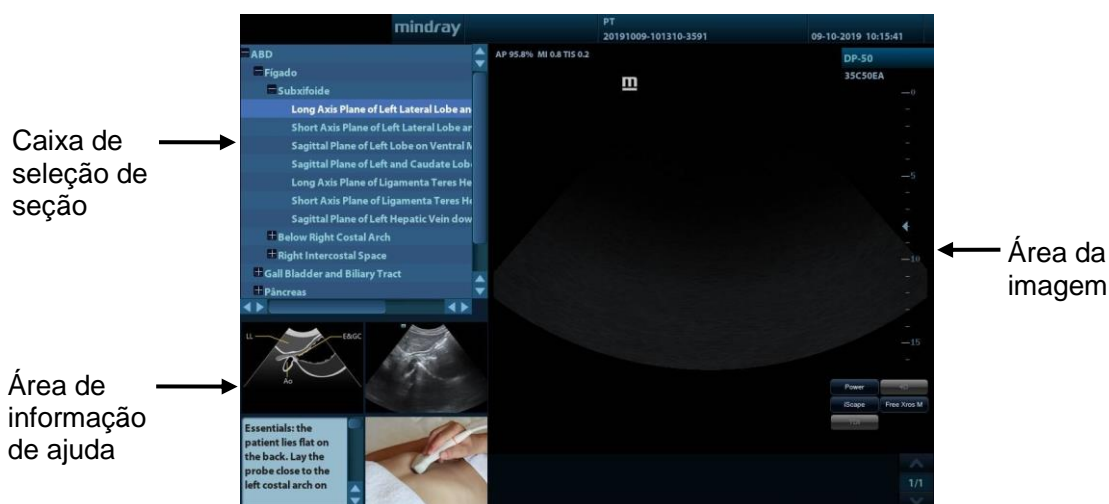 mindray
PT
20191009-101310-3591
09-10-2019 10:15:41
ABD
Fígado
Subxifoide
Long Axis Plane of Left Lateral Lobe an
Short Axis Plane of Left Lateral Lobe ar
Sagittal Plane of Left Lobe on Ventral M
Sagittal Plane of Left and Caudate Lob
Long Axis Plane of Ligamenta Teres He
Short Axis Plane of Ligamenta Teres He
Sagittal Plane of Left Hepatic Vein dow
Below Right Costal Arch
Right Intercostal Space
Gall Bladder and Biliary Tract
Pâncreas
AP 95.8% MI 0.8 TIS 0.2
m
DP-50
35C50EA
0
5
10
15
Caixa de
seleção de
seção
Área da
imagem
LL
E&GC
Ao
Área de
informação
de ajuda
Essentials: the
patient lies flat on
the back. Lay the
probe close to the
left costal arch on
Power
iScape
Free Xros M
1/1